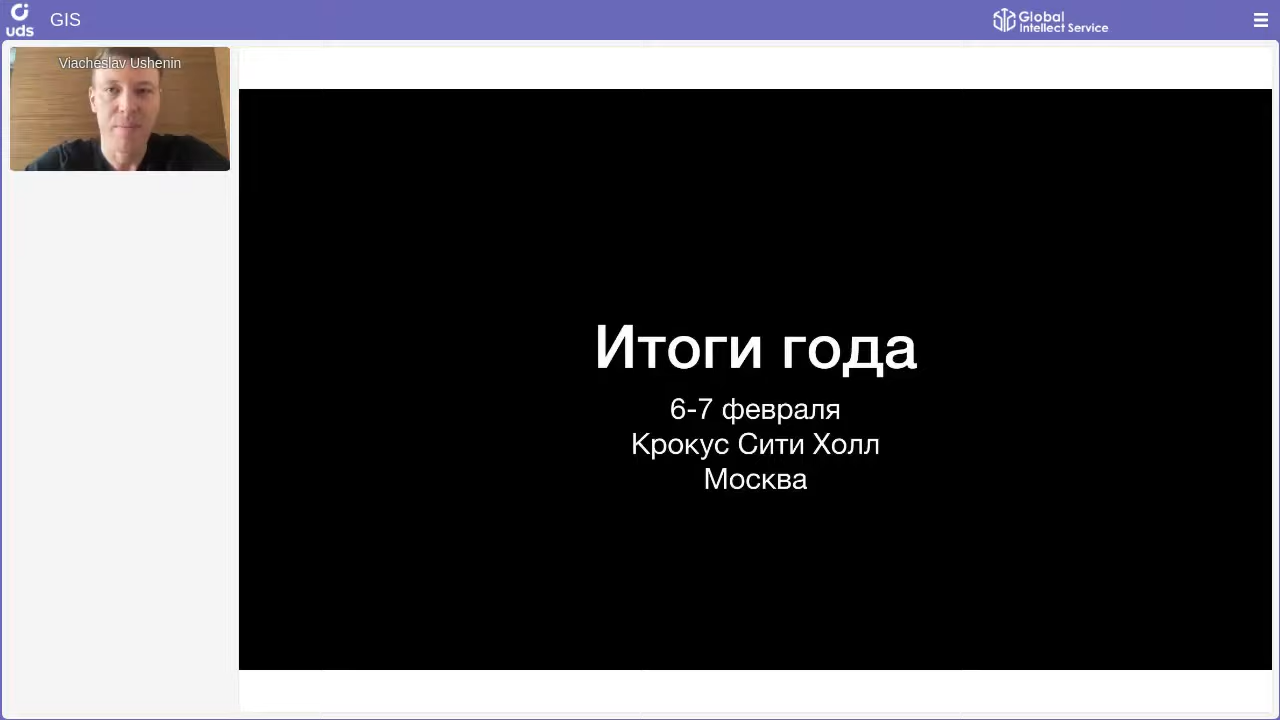 uds
GIS
Global
Intellect Service
Viacheslav Ushenin
Итоги года
6-7 февраля
Крокус Сити Холл
Москва